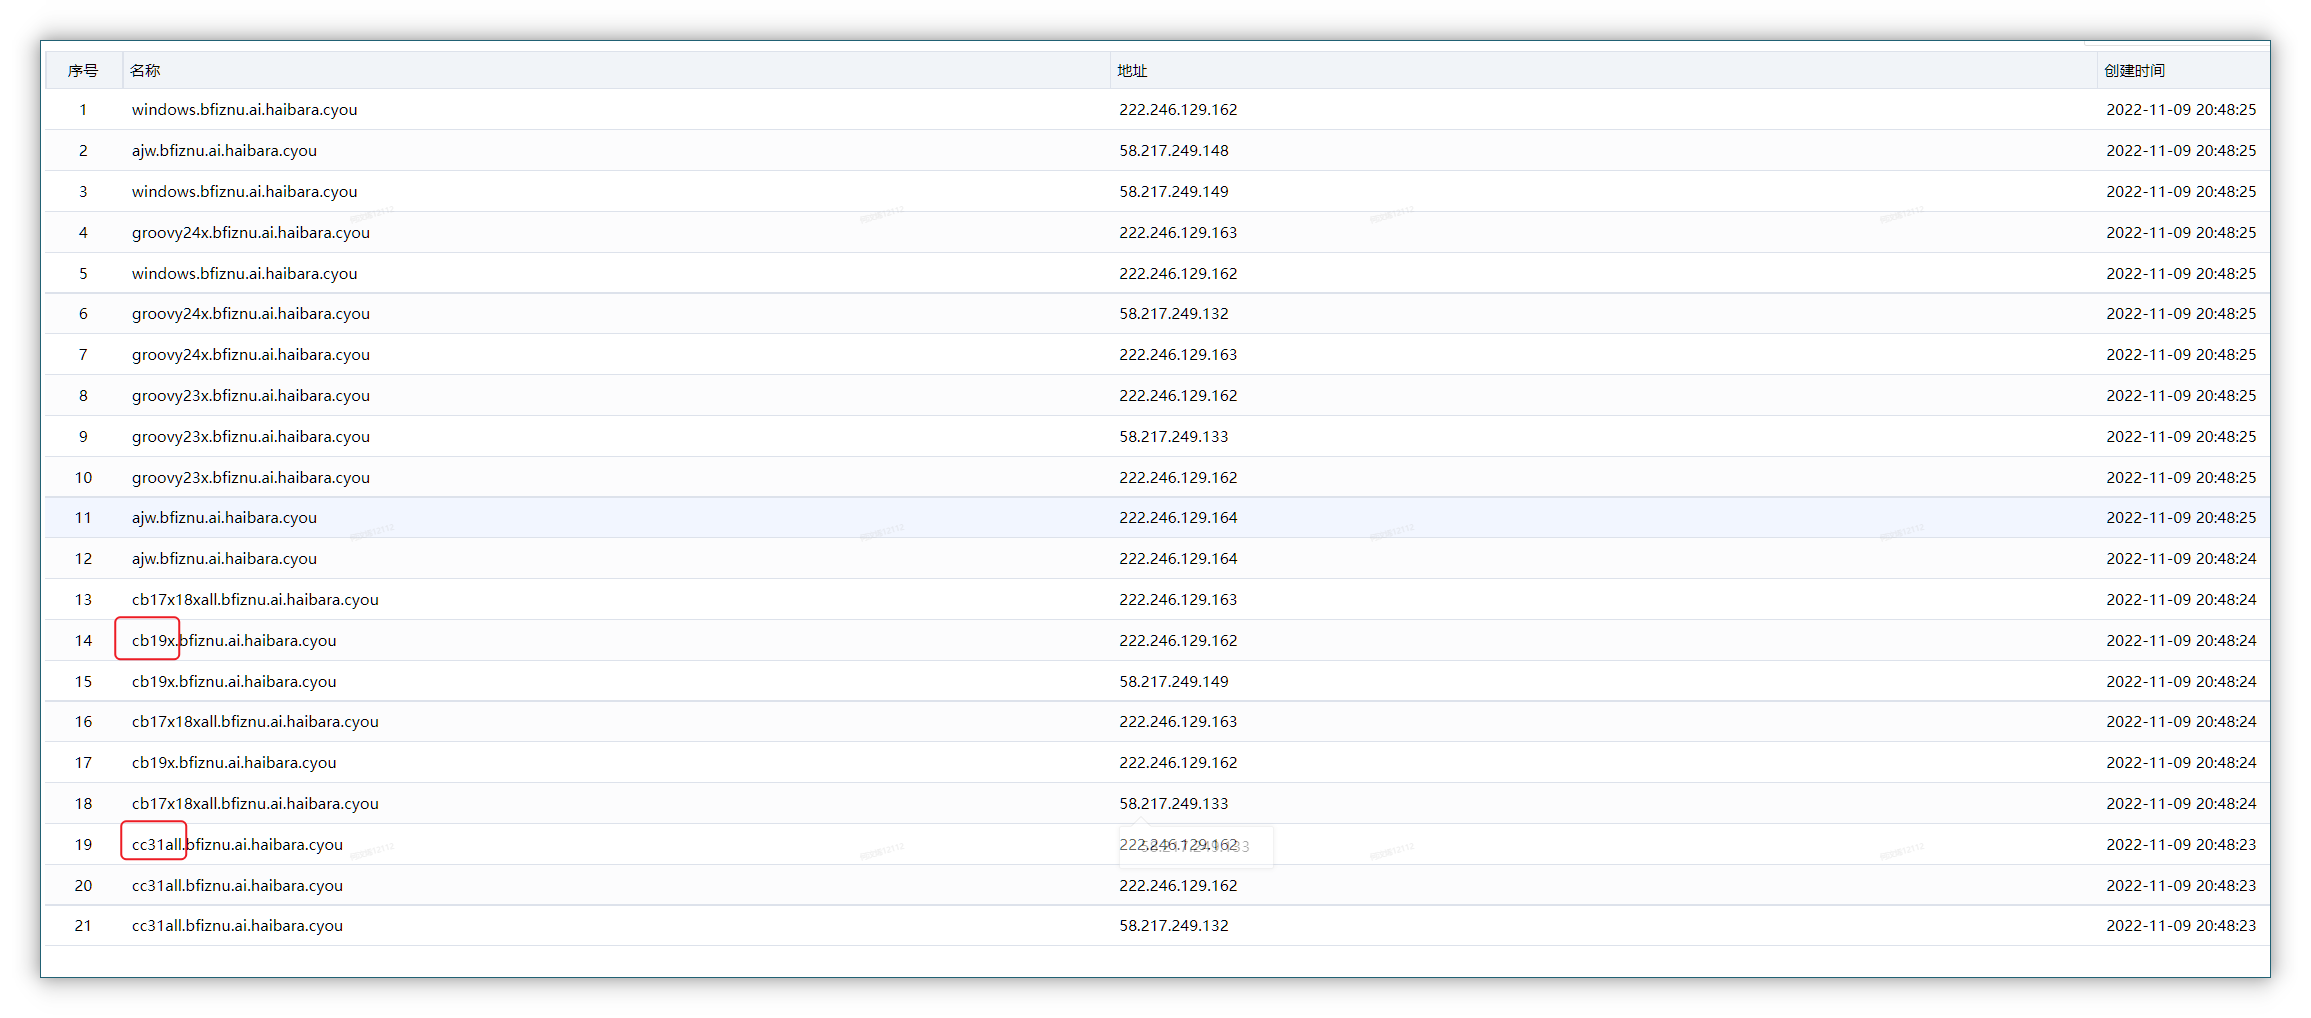 序号 名称 地址 创建时间
1 windows.bfiznu.ai.haibara.cyou 222.246.129.162 2022-11-09 20:48:25
2 ajw.bfiznu.ai.haibara.cyou 58.217.249.148 2022-11-09 20:48:25
3 windows.bfiznu.ai.haibara.cyou 58.217.249.149 2022-11-09 20:48:25
4 groovy24x.bfiznu.ai.haibara.cyou 222.246.129.163 2022-11-09 20:48:25
5 windows.bfiznu.ai.haibara.cyou 222.246.129.162 2022-11-09 20:48:25
6 groovy24x.bfiznu.ai.haibara.cyou 58.217.249.132 2022-11-09 20:48:25
7 groovy24x.bfiznu.ai.haibara.cyou 222.246.129.163 2022-11-09 20:48:25
8 groovy23x.bfiznu.ai.haibara.cyou 222.246.129.162 2022-11-09 20:48:25
9 groovy23x.bfiznu.ai.haibara.cyou 58.217.249.133 2022-11-09 20:48:25
10 groovy23x.bfiznu.ai.haibara.cyou 222.246.129.162 2022-11-09 20:48:25
11 ajw.bfiznu.ai.haibara.cyou 222.246.129.164 2022-11-09 20:48:25
12 ajw.bfiznu.ai.haibara.cyou 222.246.129.164 2022-11-09 20:48:24
13 cb17x18xall.bfiznu.ai.haibara.cyou 222.246.129.163 2022-11-09 20:48:24
14 cb19x.bfiznu.ai.haibara.cyou 222.246.129.162 2022-11-09 20:48:24
15 cb19x.bfiznu.ai.haibara.cyou 58.217.249.149 2022-11-09 20:48:24
16 cb17x18xall.bfiznu.ai.haibara.cyou 222.246.129.163 2022-11-09 20:48:24
17 cb19x.bfiznu.ai.haibara.cyou 222.246.129.162 2022-11-09 20:48:24
18 cb17x18xall.bfiznu.ai.haibara.cyou 58.217.249.133 2022-11-09 20:48:24
19 cc31all.bfiznu.ai.haibara.cyou 222.246.129.162 2022-11-09 20:48:23
58.217.249.133
20 cc31all.bfiznu.ai.haibara.cyou 222.246.129.162 2022-11-09 20:48:23
21 cc31all.bfiznu.ai.haibara.cyou 58.217.249.132 2022-11-09 20:48:23